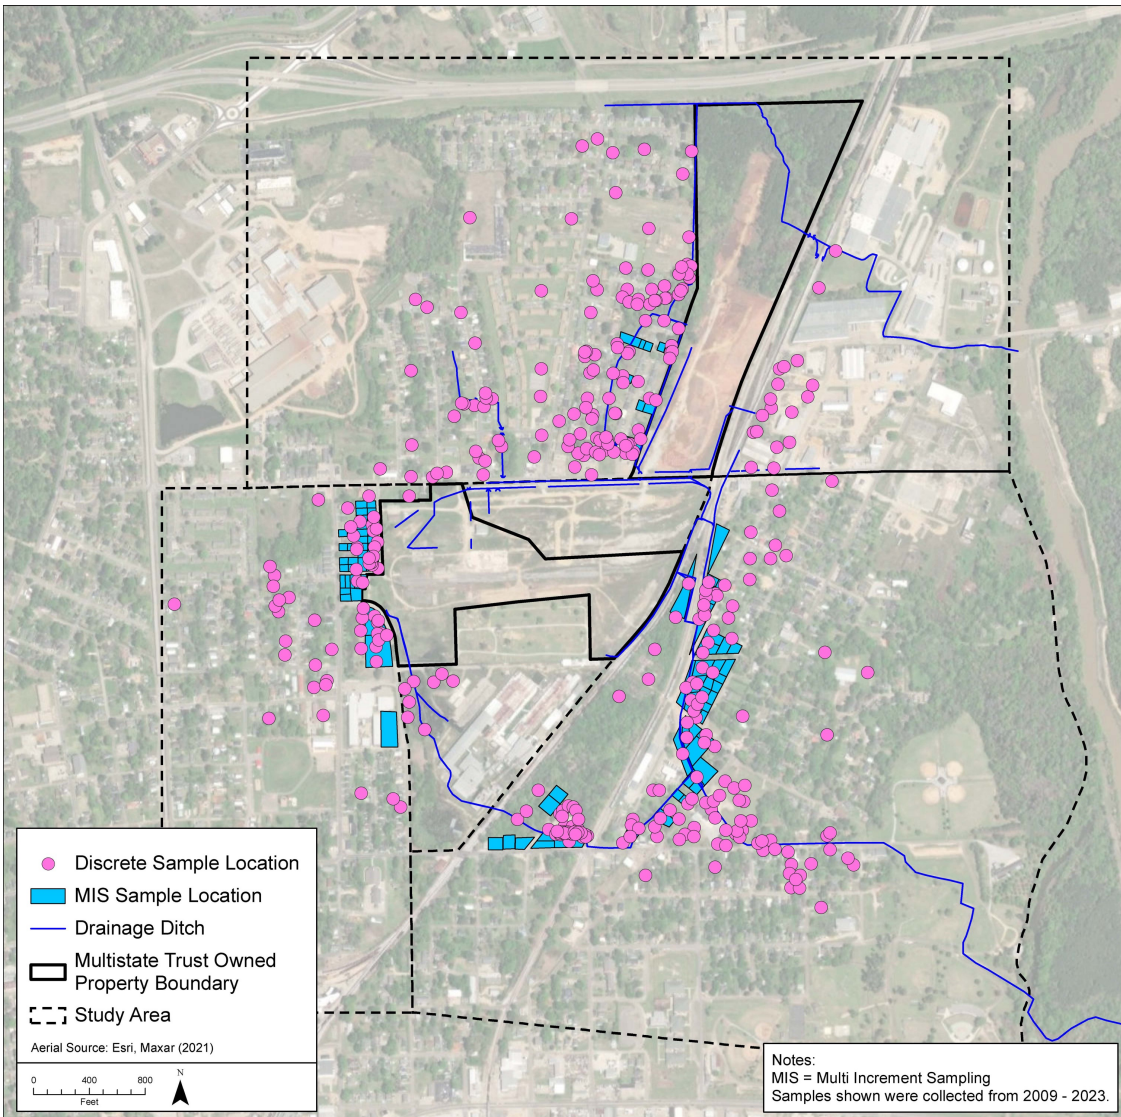 Discrete Sample Location
MIS Sample Location
Drainage Ditch
Multistate Trust Owned
Property Boundary
Study Area
Aerial Source: Esri, Maxar (2021)
0 400 800
Feet
N
Notes:
MIS = Multi Increment Sampling
Samples shown were collected from 2009 - 2023.